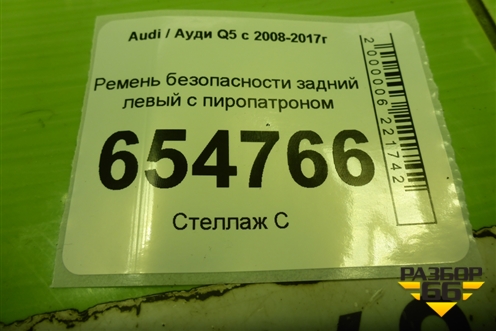 Audi / Ауди Q5 с 2008-2017г
Ремень безопасности задний
левый с пиропатроном
654766
Стеллаж С
2000006221742
РАЗБОР
66